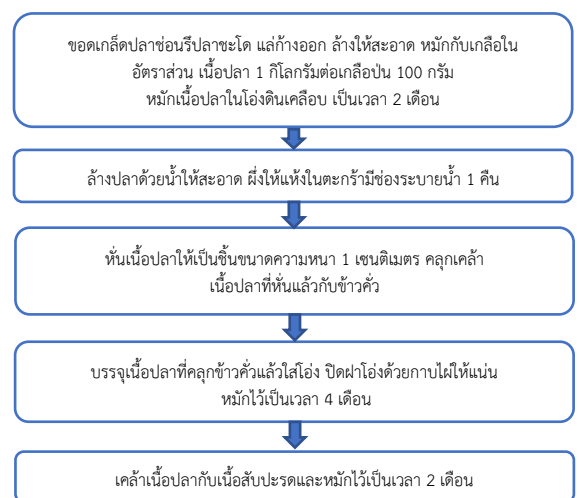 ขอดเกล็ดปลาช่อนรึปลาชะโด แล่ก้างออก ล้างให้สะอาด หมักกับเกลือใน
อัตราส่วน เนื้อปลา 1 กิโลกรัมต่อเกลือป่น 100 กรัม
หมักเนื้อปลาในโอ่งดินเคลือบ เป็นเวลา 2 เดือน
ล้างปลาด้วยน้ำให้สะอาด ผึ่งให้แห้งในตะกร้ามีช่องระบายน้ำ 1 คืน
หั่นเนื้อปลาให้เป็นชิ้นขนาดความหนา 1 เซนติเมตร คลุกเคล้า
เนื้อปลาที่หั่นแล้วกับข้าวคั่ว
บรรจุเนื้อปลาที่คลุกข้าวคั่วแล้วใส่โอ่ง ปิดฝาโอ่งด้วยกาบไผ่ให้แน่น
หมักไว้เป็นเวลา 4 เดือน
เคล้าเนื้อปลากับเนื้อสับปะรดและหมักไว้เป็นเวลา 2 เดือน